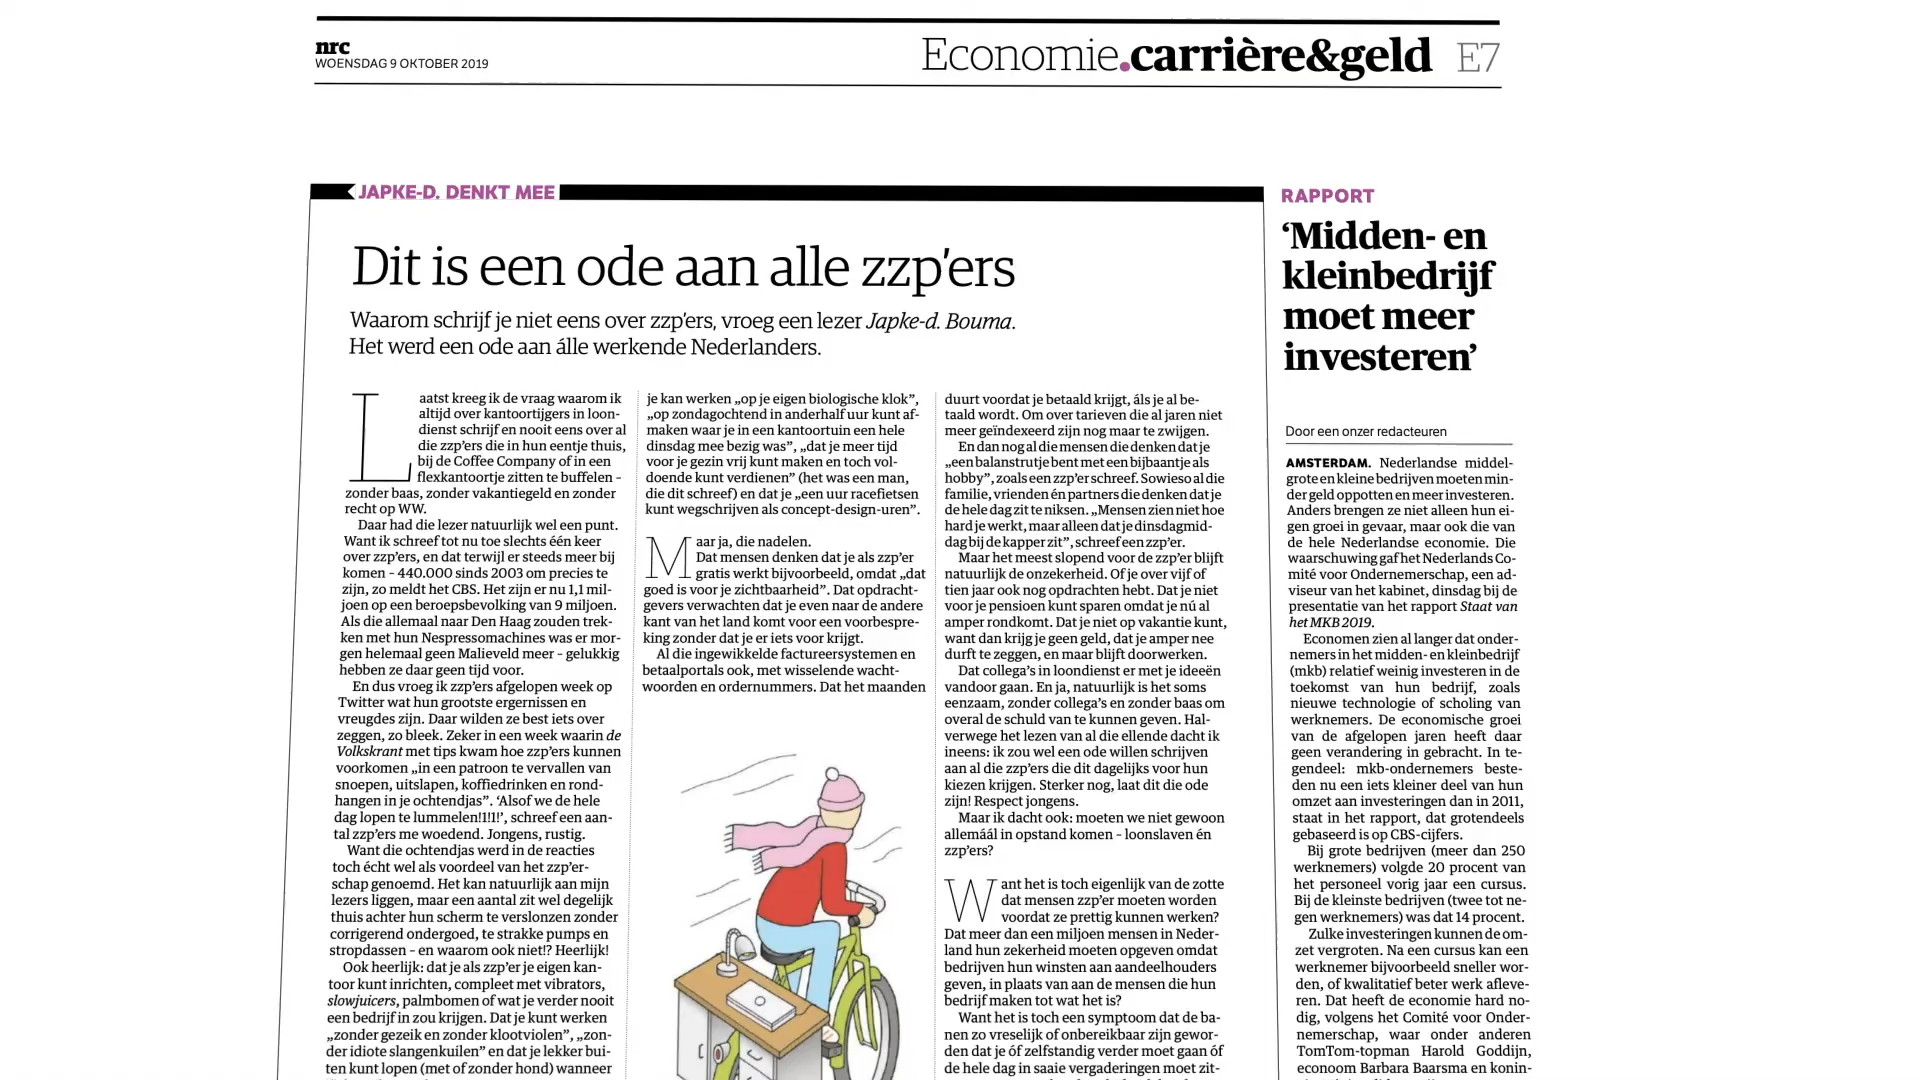 nrc
WOENSDAG 9 OKTOBER 2019
Economie.carrière&geld E7
JAPKE-D. DENKT MEE
Dit is een ode aan alle zzp'ers
Waarom schrijf je niet eens over zzp'ers, vroeg een lezer Japke-d. Bouma.
Het werd een ode aan álle werkende Nederlanders.
Laatst kreeg ik de vraag waarom ik
altijd over kantoortijgers in loon-
dienst schrijf en nooit eens over al
die zzp'ers die in hun eentje thuis,
bij de Coffee Company of in een
flexkantoortje zitten te buffelen –
zonder baas, zonder vakantiegeld en zonder
recht op WW.
Daar had die lezer natuurlijk wel een punt.
Want ik schreef tot nu toe slechts één keer
over zzp'ers, en dat terwijl er steeds meer bij
komen – 440.000 sinds 2003 om precies te
zijn, zo meldt het CBS. Het zijn er nu 1,1 mil-
joen op een beroepsbevolking van 9 miljoen.
Als die allemaal naar Den Haag zouden trek-
ken met hun Nespressomachines was er mor-
gen helemaal geen Malieveld meer – gelukkig
hebben ze daar geen tijd voor.
En dus vroeg ik zzp'ers afgelopen week op
Twitter wat hun grootste ergernissen en
vreugdes zijn. Daar wilden ze best iets over
zeggen, zo bleek. Zeker in een week waarin de
Volkskrant met tips kwam hoe zzp'ers kunnen
voorkomen „in een patroon te vervallen van
snoepen, uitslapen, koffiedrinken en rond-
hangen in je ochtendjas”. ‘Alsof we de hele
dag lopen te lummelen!1!1!’, schreef een aan-
tal zzp'ers me woedend. Jongens, rustig.
Want die ochtendjas werd in de reacties
toch écht wel als voordeel van het zzp'er-
schap genoemd. Het kan natuurlijk aan mijn
lezers liggen, maar een aantal zit wel degelijk
thuis achter hun scherm te verslonzen zonder
corrigerend ondergoed, te strakke pumps en
stropdassen – en waarom ook niet!? Heerlijk!
Ook heerlijk: dat je als zzp'er je eigen kan-
toor kunt inrichten, compleet met vibrators,
slowjuicers, palmbomen of wat je verder nooit
een bedrijf in zou krijgen. Dat je kunt werken
„zonder gezeik en zonder klootviolen”, „zon-
der idiote slangenkuilen” en dat je lekker bui-
ten kunt lopen (met of zonder hond) wanneer
je kan werken „op je eigen biologische klok”,
„op zondagochtend in anderhalf uur kunt af-
maken waar je in een kantoortuin een hele
dinsdag mee bezig was”, „dat je meer tijd
voor je gezin vrij kunt maken en toch vol-
doende kunt verdienen” (het was een man,
die dit schreef) en dat je „een uur racefietsen
kunt wegschrijven als concept-design-uren”.
Maar ja, die nadelen.
Dat mensen denken dat je als zzp'er
gratis werkt bijvoorbeeld, omdat „dat
goed is voor je zichtbaarheid”. Dat opdracht-
gevers verwachten dat je even naar de andere
kant van het land komt voor een voorbespre-
king zonder dat je er iets voor krijgt.
Al die ingewikkelde factureersystemen en
betaalportals ook, met wisselende wacht-
woorden en ordernummers. Dat het maanden
duurt voordat je betaald krijgt, áls je al be-
taald wordt. Om over tarieven die al jaren niet
meer geïndexeerd zijn nog maar te zwijgen.
En dan nog al die mensen die denken dat je
„een balanstrutje bent met een bijbaantje als
hobby”, zoals een zzp'er schreef. Sowieso al die
familie, vrienden én partners die denken dat je
de hele dag zit te niksen. „Mensen zien niet hoe
hard je werkt, maar alleen dat je dinsdagmid-
dag bij de kapper zit”, schreef een zzp'er.
Maar het meest slopend voor de zzp'er blijft
natuurlijk de onzekerheid. Of je over vijf of
tien jaar ook nog opdrachten hebt. Dat je niet
voor je pensioen kunt sparen omdat je nú al
amper rondkomt. Dat je niet op vakantie kunt,
want dan krijg je geen geld, dat je amper nee
durft te zeggen, en maar blijft doorwerken.
Dat collega's in loondienst er met je ideeën
vandoor gaan. En ja, natuurlijk is het soms
eenzaam, zonder collega's en zonder baas om
overal de schuld van te kunnen geven. Hal-
verwege het lezen van al die ellende dacht ik
ineens: ik zou wel een ode willen schrijven
aan al die zzp'ers die dit dagelijks voor hun
kiezen krijgen. Sterker nog, laat dit die ode
zijn! Respect jongens.
Maar ik dacht ook: moeten we niet gewoon
allemáál in opstand komen – loonslaven én
zzp'ers?
Want het is toch eigenlijk van de zotte
dat mensen zzp'er moeten worden
voordat ze prettig kunnen werken?
Dat meer dan een miljoen mensen in Neder-
land hun zekerheid moeten opgeven omdat
bedrijven hun winsten aan aandeelhouders
geven, in plaats van aan de mensen die hun
bedrijf maken tot wat het is?
Want het is toch een symptoom dat de ba-
nen zo vreselijk of onbereikbaar zijn gewor-
den dat je óf zelfstandig verder moet gaan óf
de hele dag in saaie vergaderingen moet zit-
RAPPORT
‘Midden- en
kleinbedrijf
moet meer
investeren’
Door een onzer redacteuren
AMSTERDAM. Nederlandse middel-
grote en kleine bedrijven moeten min-
der geld oppotten en meer investeren.
Anders brengen ze niet alleen hun ei-
gen groei in gevaar, maar ook die van
de hele Nederlandse economie. Die
waarschuwing gaf het Nederlands Co-
mité voor Ondernemerschap, een ad-
viseur van het kabinet, dinsdag bij de
presentatie van het rapport Staat van
het MKB 2019.
Economen zien al langer dat onder-
nemers in het midden- en kleinbedrijf
(mkb) relatief weinig investeren in de
toekomst van hun bedrijf, zoals
nieuwe technologie of scholing van
werknemers. De economische groei
van de afgelopen jaren heeft daar
geen verandering in gebracht. In te-
gendeel: mkb-ondernemers beste-
den nu een iets kleiner deel van hun
omzet aan investeringen dan in 2011,
staat in het rapport, dat grotendeels
gebaseerd is op CBS-cijfers.
Bij grote bedrijven (meer dan 250
werknemers) volgde 20 procent van
het personeel vorig jaar een cursus.
Bij de kleinste bedrijven (twee tot ne-
gen werknemers) was dat 14 procent.
Zulke investeringen kunnen de om-
zet vergroten. Na een cursus kan een
werknemer bijvoorbeeld sneller wor-
den, of kwalitatief beter werk afleve-
ren. Dat heeft de economie hard no-
dig, volgens het Comité voor Onder-
nemerschap, waar onder anderen
TomTom-topman Harold Goddijn,
econoom Barbara Baarsma en konin-